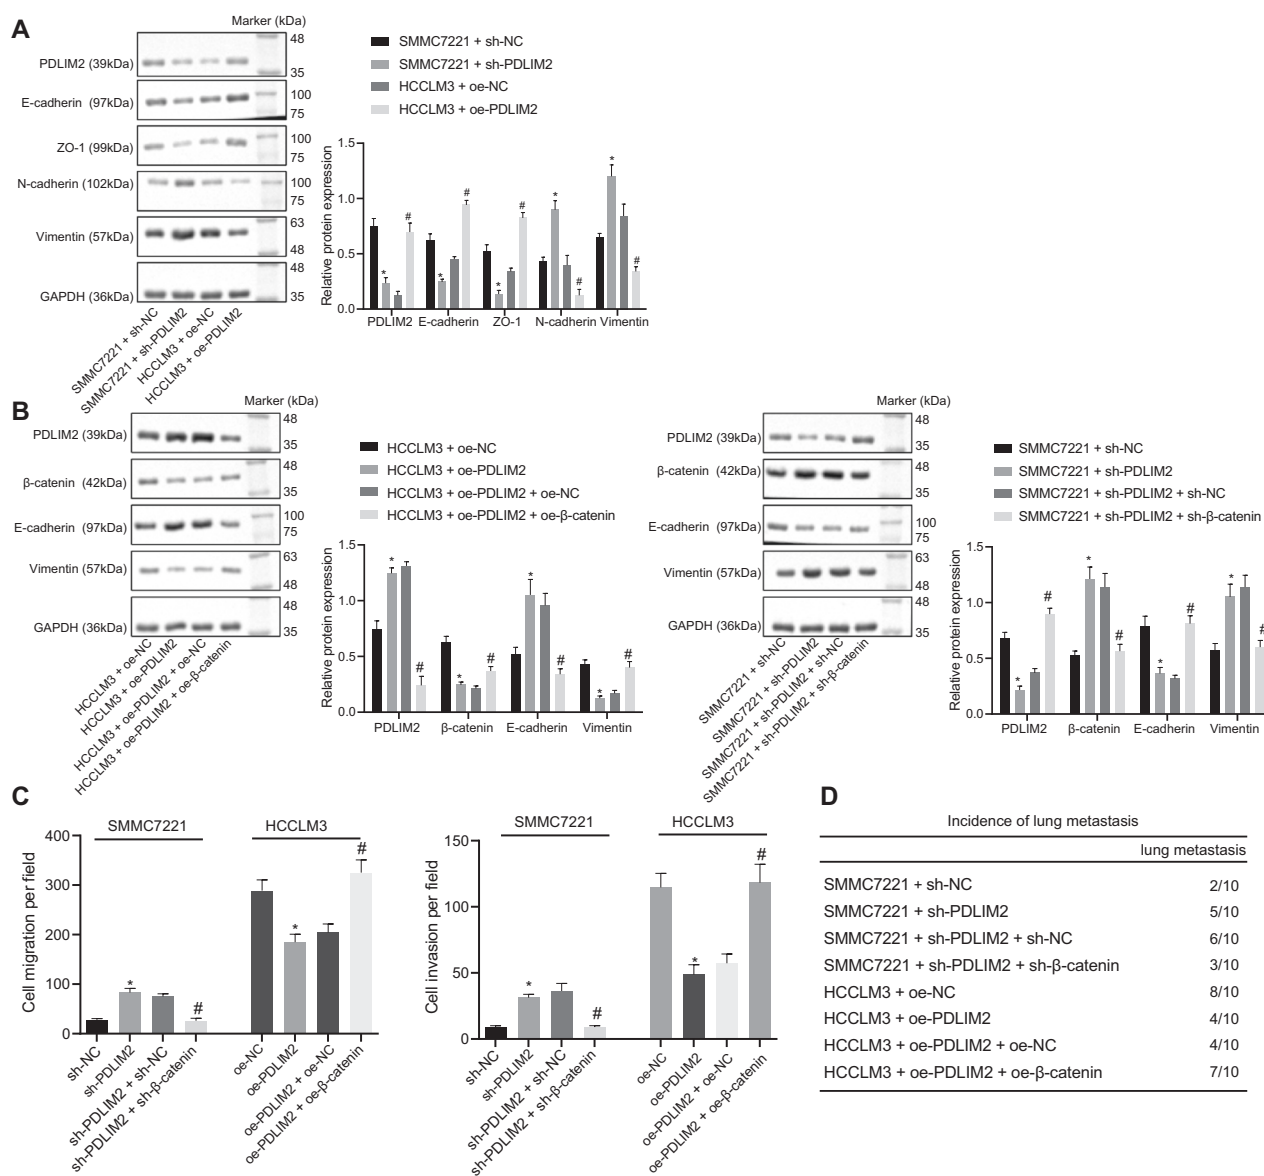 A
Marker (kDa)
PDLIM2 (39kDa)
48
35
E-cadherin (97kDa)
100
75
ZO-1 (99kDa)
100
75
N-cadherin (102kDa)
100
75
Vimentin (57kDa)
63
48
GAPDH (36kDa)
48
35
SMMC7221 + sh-NC
SMMC7221 + sh-PDLIM2
HCCLM3 + oe-NC
HCCLM3 + oe-PDLIM2
SMMC7221 + sh-NC
SMMC7221 + sh-PDLIM2
HCCLM3 + oe-NC
HCCLM3 + oe-PDLIM2
Relative protein expression
1.5
1.0
0.5
0.0
* # * # * # * # * #
PDLIM2 E-cadherin ZO-1 N-cadherin Vimentin
B
Marker (kDa)
PDLIM2 (39kDa)
48
35
β-catenin (42kDa)
48
35
E-cadherin (97kDa)
100
75
Vimentin (57kDa)
63
48
GAPDH (36kDa)
48
35
HCCLM3 + oe-NC
HCCLM3 + oe-PDLIM2
HCCLM3 + oe-PDLIM2 + oe-NC
HCCLM3 + oe-PDLIM2 + oe-β-catenin
HCCLM3 + oe-NC
HCCLM3 + oe-PDLIM2
HCCLM3 + oe-PDLIM2 + oe-NC
HCCLM3 + oe-PDLIM2 + oe-β-catenin
Relative protein expression
1.5
1.0
0.5
0.0
* # * # * # * #
PDLIM2 β-catenin E-cadherin Vimentin
Marker (kDa)
PDLIM2 (39kDa)
48
35
β-catenin (42kDa)
48
35
E-cadherin (97kDa)
100
75
Vimentin (57kDa)
63
48
GAPDH (36kDa)
48
35
SMMC7221 + sh-NC
SMMC7221 + sh-PDLIM2
SMMC7221 + sh-PDLIM2 + sh-NC
SMMC7221 + sh-PDLIM2 + sh-β-catenin
SMMC7221 + sh-NC
SMMC7221 + sh-PDLIM2
SMMC7221 + sh-PDLIM2 + sh-NC
SMMC7221 + sh-PDLIM2 + sh-β-catenin
Relative protein expression
1.5
1.0
0.5
0.0
* # * # * # * #
PDLIM2 β-catenin E-cadherin Vimentin
C
SMMC7221 HCCLM3
Cell migration per field
400
300
200
100
0
* # * #
sh-NC
sh-PDLIM2
sh-PDLIM2 + sh-NC
sh-PDLIM2 + sh-β-catenin
oe-NC
oe-PDLIM2
oe-PDLIM2 + oe-NC
oe-PDLIM2 + oe-β-catenin
SMMC7221 HCCLM3
Cell invasion per field
150
100
50
0
* # * #
sh-NC
sh-PDLIM2
sh-PDLIM2 + sh-NC
sh-PDLIM2 + sh-β-catenin
oe-NC
oe-PDLIM2
oe-PDLIM2 + oe-NC
oe-PDLIM2 + oe-β-catenin
D
Incidence of lung metastasis
lung metastasis
SMMC7221 + sh-NC 2/10
SMMC7221 + sh-PDLIM2 5/10
SMMC7221 + sh-PDLIM2 + sh-NC 6/10
SMMC7221 + sh-PDLIM2 + sh-β-catenin 3/10
HCCLM3 + oe-NC 8/10
HCCLM3 + oe-PDLIM2 4/10
HCCLM3 + oe-PDLIM2 + oe-NC 4/10
HCCLM3 + oe-PDLIM2 + oe-β-catenin 7/10